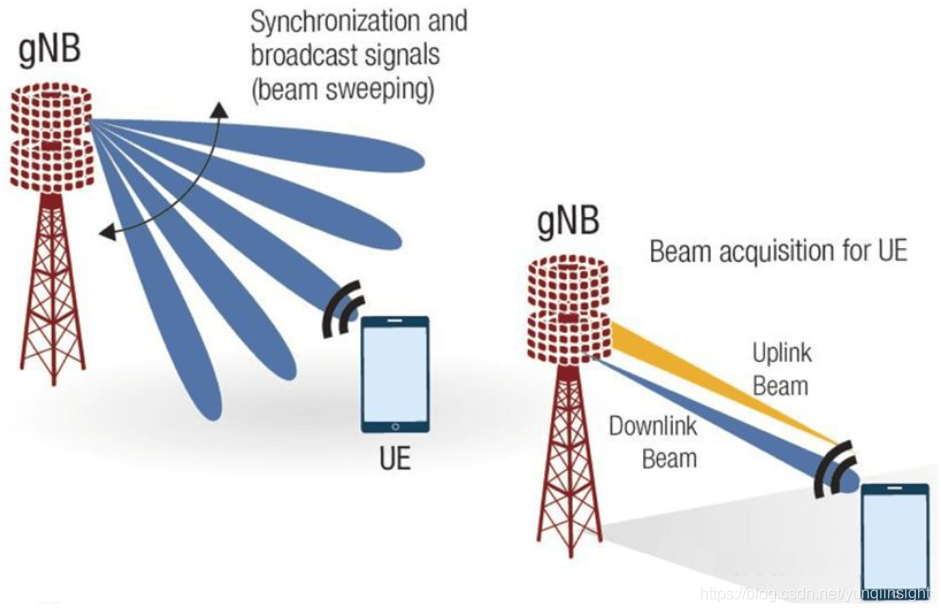 gNB
Synchronization and
broadcast signals
(beam sweeping)
UE
gNB
Beam acquisition for UE
Uplink
Beam
Downlink
Beam
https://blog.csdn.net/yunqiinsight